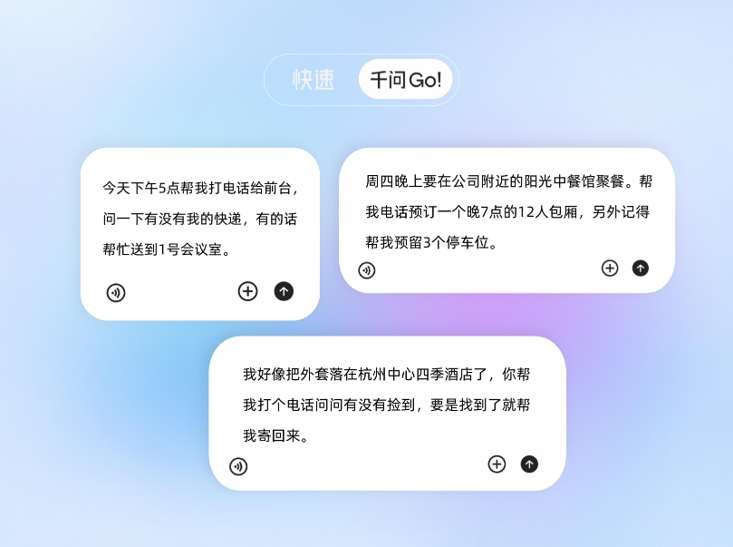 快速
千问Go!
今天下午5点帮我打电话给前台，
问一下有没有我的快递，有的话
帮忙送到1号会议室。
周四晚上要在公司附近的阳光中餐馆聚餐。帮
我电话预订一个晚7点的12人包厢，另外记得
帮我预留3个停车位。
我好像把外套落在杭州中心四季酒店了，你帮
我打个电话问问有没有捡到，要是找到了就帮
我寄回来。